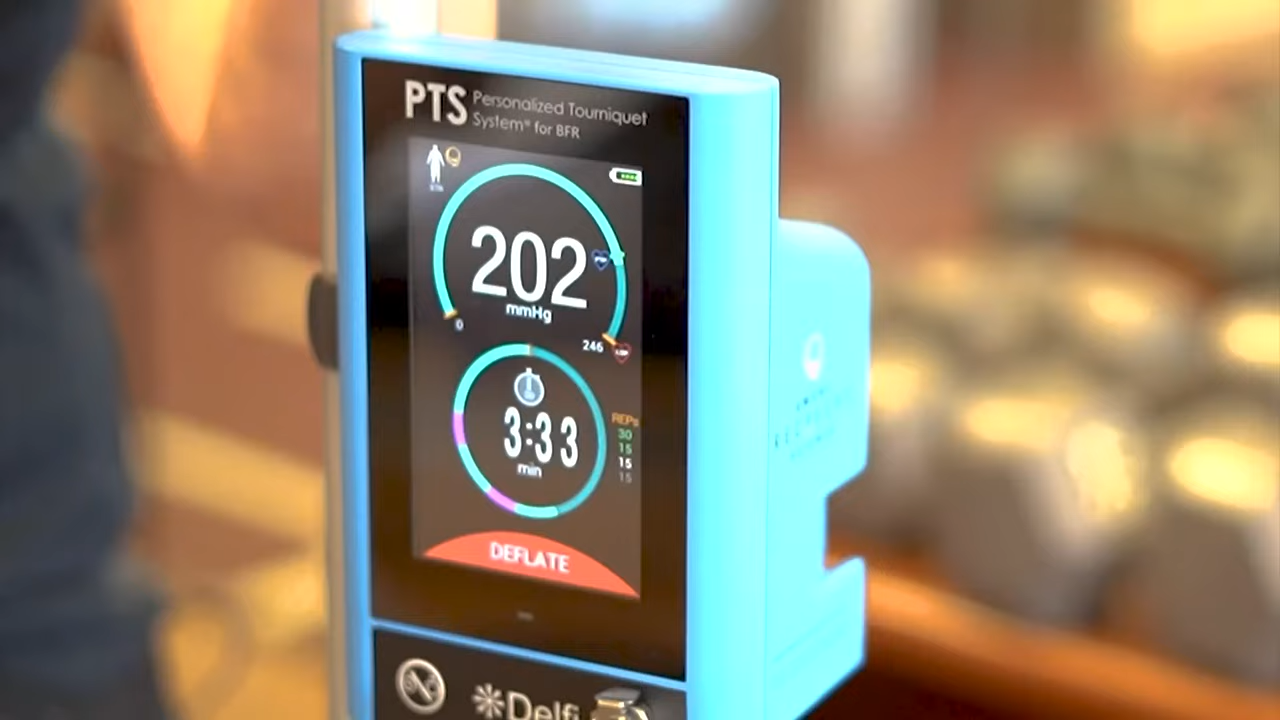 PTS Personalized Tourniquet
System® for BFR
202
mmHg
0
246
LOP
3:33
min
REPs
30
15
15
15
DEFLATE
Delfi